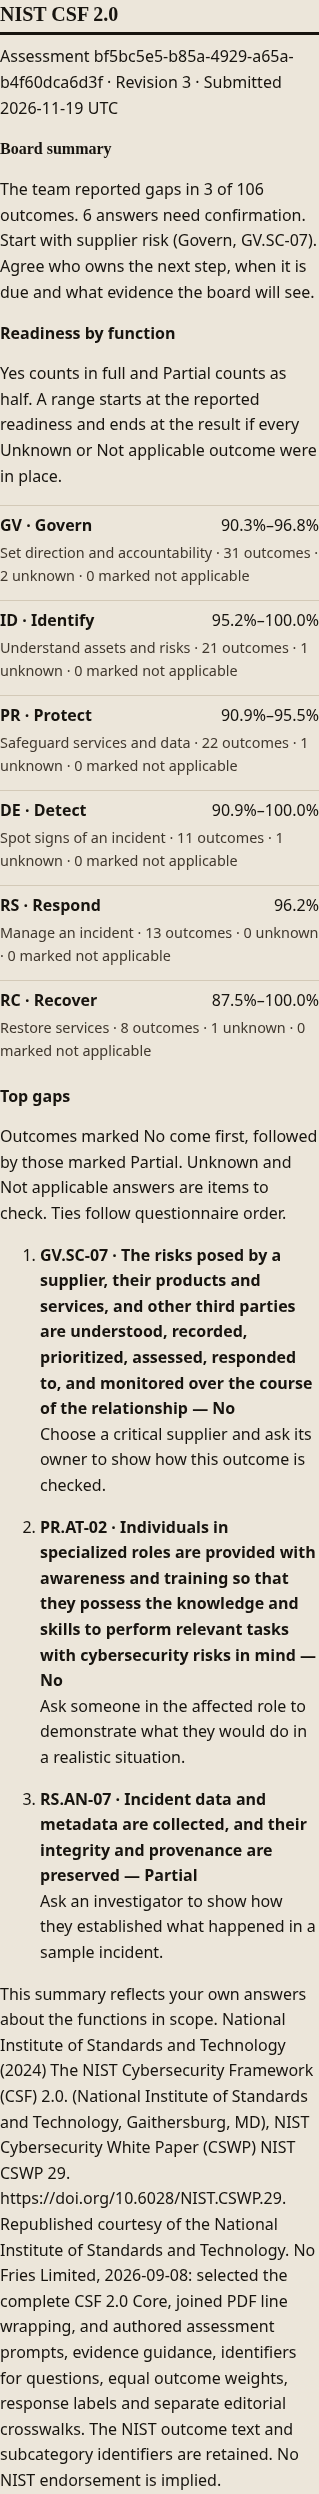 NIST CSF 2.0
Assessment bf5bc5e5-b85a-4929-a65a-
b4f60dca6d3f · Revision 3 · Submitted
2026-11-19 UTC
Board summary
The team reported gaps in 3 of 106
outcomes. 6 answers need confirmation.
Start with supplier risk (Govern, GV.SC-07).
Agree who owns the next step, when it is
due and what evidence the board will see.
Readiness by function
Yes counts in full and Partial counts as
half. A range starts at the reported
readiness and ends at the result if every
Unknown or Not applicable outcome were
in place.
GV · Govern 90.3%–96.8%
Set direction and accountability · 31 outcomes ·
2 unknown · 0 marked not applicable
ID · Identify 95.2%–100.0%
Understand assets and risks · 21 outcomes · 1
unknown · 0 marked not applicable
PR · Protect 90.9%–95.5%
Safeguard services and data · 22 outcomes · 1
unknown · 0 marked not applicable
DE · Detect 90.9%–100.0%
Spot signs of an incident · 11 outcomes · 1
unknown · 0 marked not applicable
RS · Respond 96.2%
Manage an incident · 13 outcomes · 0 unknown
· 0 marked not applicable
RC · Recover 87.5%–100.0%
Restore services · 8 outcomes · 1 unknown · 0
marked not applicable
Top gaps
Outcomes marked No come first, followed
by those marked Partial. Unknown and
Not applicable answers are items to
check. Ties follow questionnaire order.
1. GV.SC-07 · The risks posed by a
supplier, their products and
services, and other third parties
are understood, recorded,
prioritized, assessed, responded
to, and monitored over the course
of the relationship — No
Choose a critical supplier and ask its
owner to show how this outcome is
checked.
2. PR.AT-02 · Individuals in
specialized roles are provided with
awareness and training so that
they possess the knowledge and
skills to perform relevant tasks
with cybersecurity risks in mind —
No
Ask someone in the affected role to
demonstrate what they would do in
a realistic situation.
3. RS.AN-07 · Incident data and
metadata are collected, and their
integrity and provenance are
preserved — Partial
Ask an investigator to show how
they established what happened in a
sample incident.
This summary reflects your own answers
about the functions in scope. National
Institute of Standards and Technology
(2024) The NIST Cybersecurity Framework
(CSF) 2.0. (National Institute of Standards
and Technology, Gaithersburg, MD), NIST
Cybersecurity White Paper (CSWP) NIST
CSWP 29.
https://doi.org/10.6028/NIST.CSWP.29.
Republished courtesy of the National
Institute of Standards and Technology. No
Fries Limited, 2026-09-08: selected the
complete CSF 2.0 Core, joined PDF line
wrapping, and authored assessment
prompts, evidence guidance, identifiers
for questions, equal outcome weights,
response labels and separate editorial
crosswalks. The NIST outcome text and
subcategory identifiers are retained. No
NIST endorsement is implied.